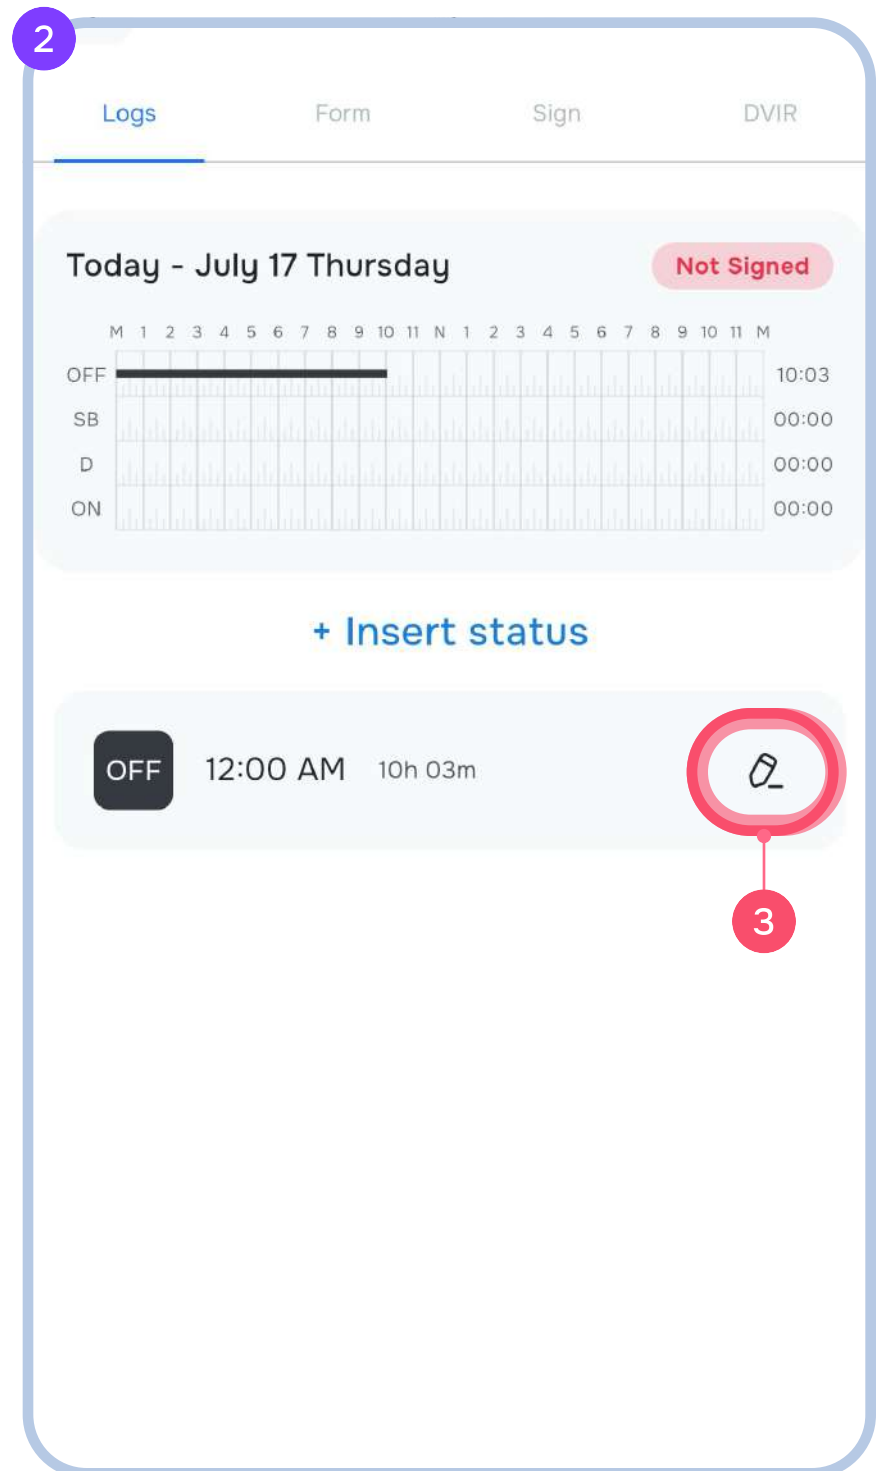 2
Logs Form Sign DVIR
Today - July 17 Thursday Not Signed
M 1 2 3 4 5 6 7 8 9 10 11 N 1 2 3 4 5 6 7 8 9 10 11 M
OFF 10:03
SB 00:00
D 00:00
ON 00:00
+ Insert status
OFF 12:00 AM 10h 03m
3